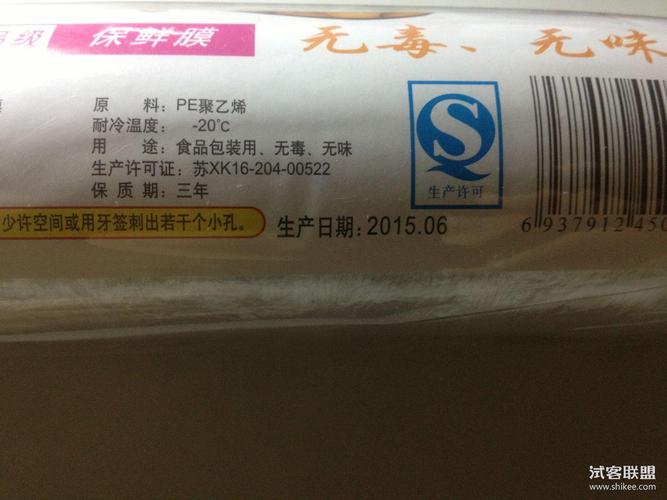 级 保鲜膜 无毒、无味
原 料：PE聚乙烯
耐冷温度： -20℃
用 途：食品包装用、无毒、无味
生产许可证：苏XK16-204-00522
保 质 期：三年
少许空间或用牙签刺出若干个小孔。
生产日期：2015.06
生产许可
6 937912 450
试客联盟
www.shikee.com